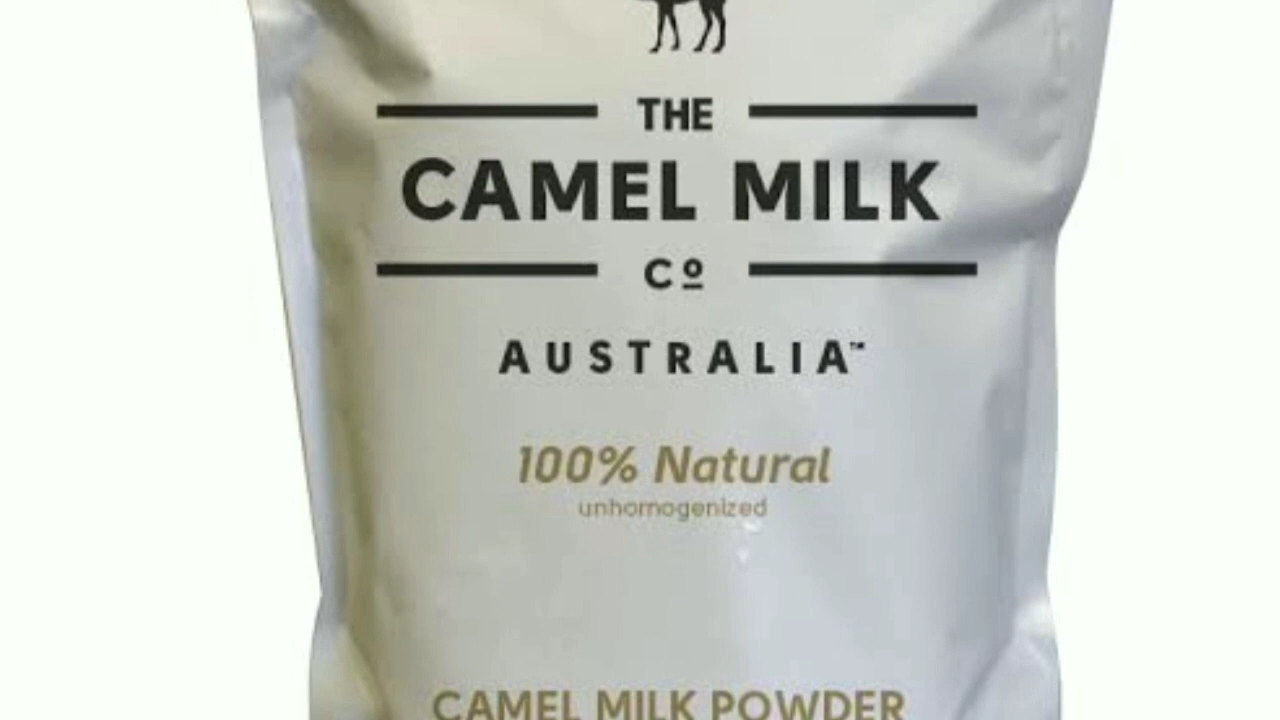 THE
CAMEL MILK
Cº
AUSTRALIA™
100% Natural
unhomogenized
CAMEL MILK POWDER